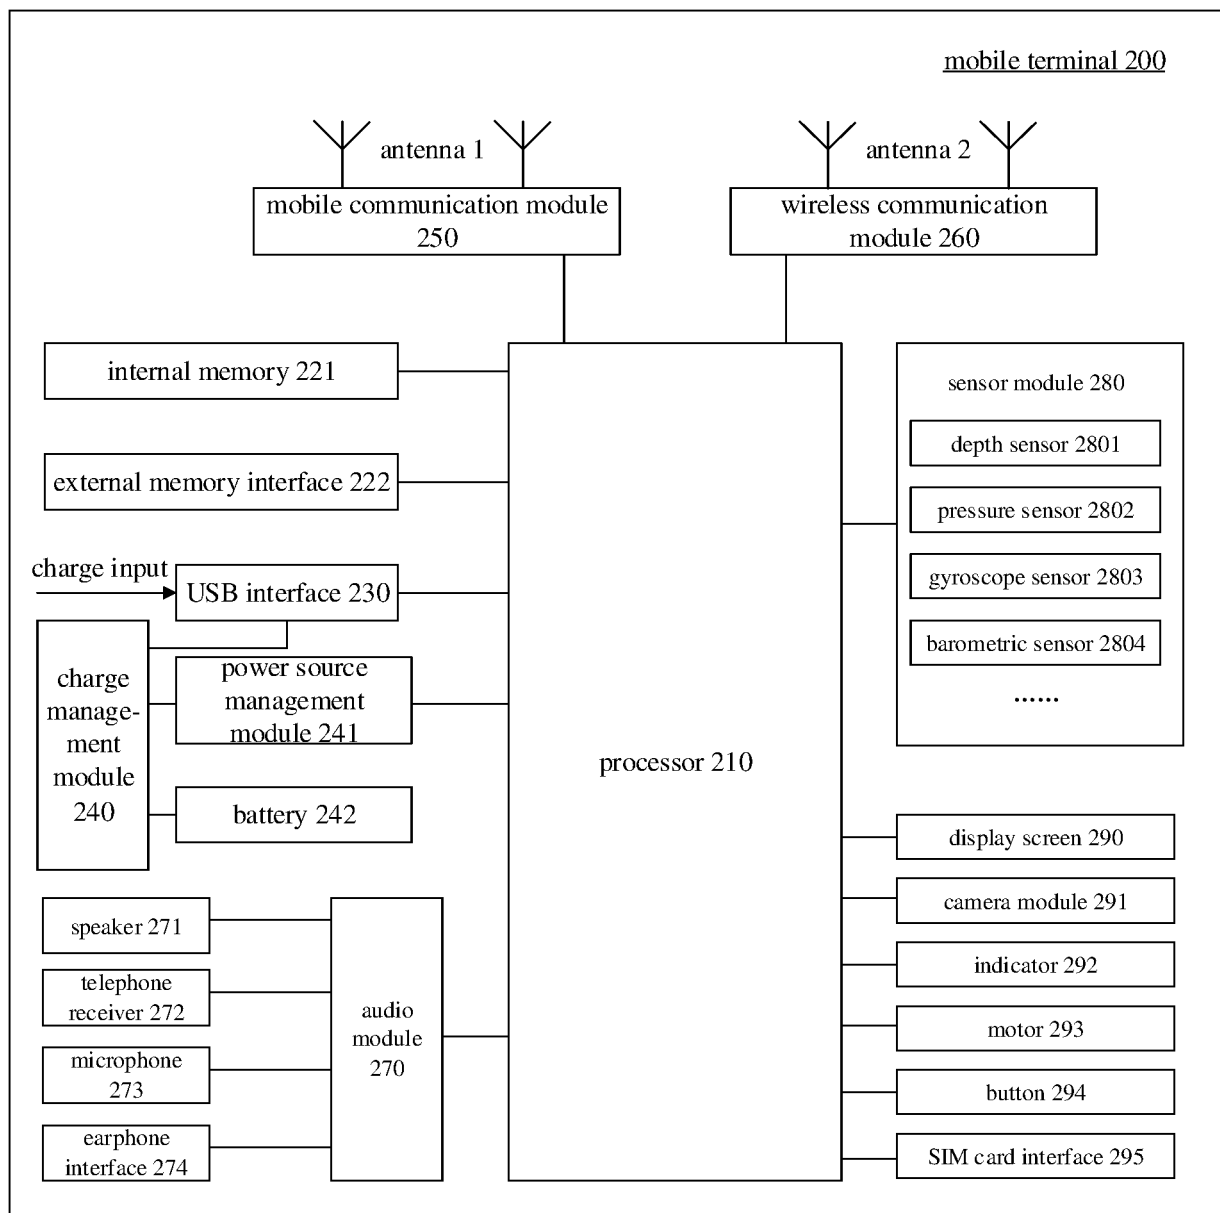 mobile terminal 200
antenna 1
antenna 2
mobile communication module
250
wireless communication
module 260
internal memory 221
external memory interface 222
charge input
USB interface 230
charge
manage-
ment
module
240
power source
management
module 241
battery 242
speaker 271
telephone
receiver 272
microphone
273
earphone
interface 274
audio
module
270
processor 210
sensor module 280
depth sensor 2801
pressure sensor 2802
gyroscope sensor 2803
barometric sensor 2804
......
display screen 290
camera module 291
indicator 292
motor 293
button 294
SIM card interface 295